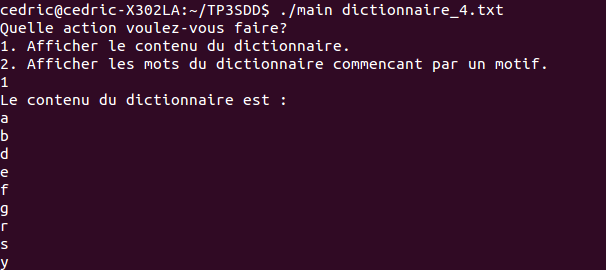 cedric@cedric-X302LA:~/TP3SDD$ ./main dictionnaire_4.txt
Quelle action voulez-vous faire?
1. Afficher le contenu du dictionnaire.
2. Afficher les mots du dictionnaire commencant par un motif.
1
Le contenu du dictionnaire est :
a
b
d
e
f
g
r
s
y